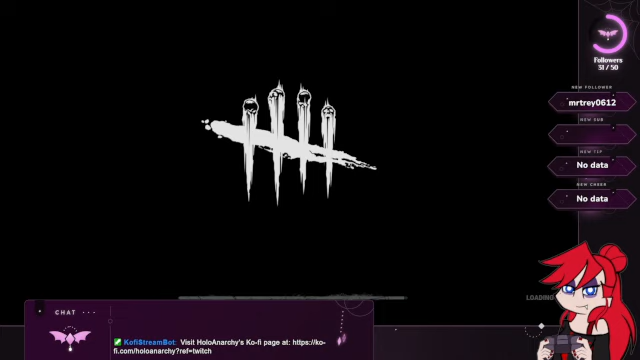 Followers
31 / 50
NEW FOLLOWER
mrtrey0612
NEW SUB
NEW TIP
No data
NEW CHEER
No data
LOADING
CHAT
KofiStreamBot: Visit HoloAnarchy's Ko-fi page at: https://ko-
fi.com/holoanarchy?ref=twitch